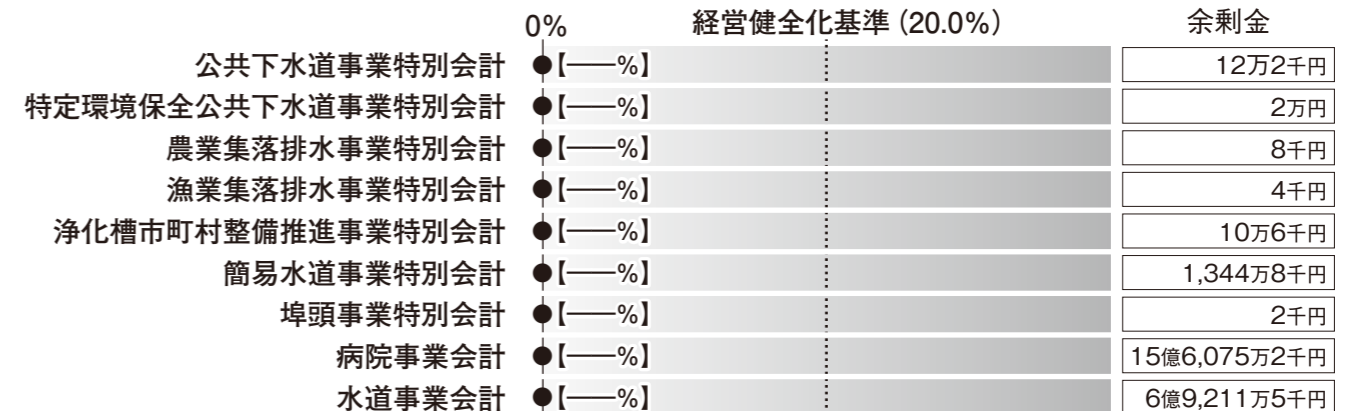 0% 経営健全化基準（20.0%） 余剰金
公共下水道事業特別会計 ●【──%】 12万2千円
特定環境保全公共下水道事業特別会計 ●【──%】 2万円
農業集落排水事業特別会計 ●【──%】 8千円
漁業集落排水事業特別会計 ●【──%】 4千円
浄化槽市町村整備推進事業特別会計 ●【──%】 10万6千円
簡易水道事業特別会計 ●【──%】 1,344万8千円
埠頭事業特別会計 ●【──%】 2千円
病院事業会計 ●【──%】 15億6,075万2千円
水道事業会計 ●【──%】 6億9,211万5千円